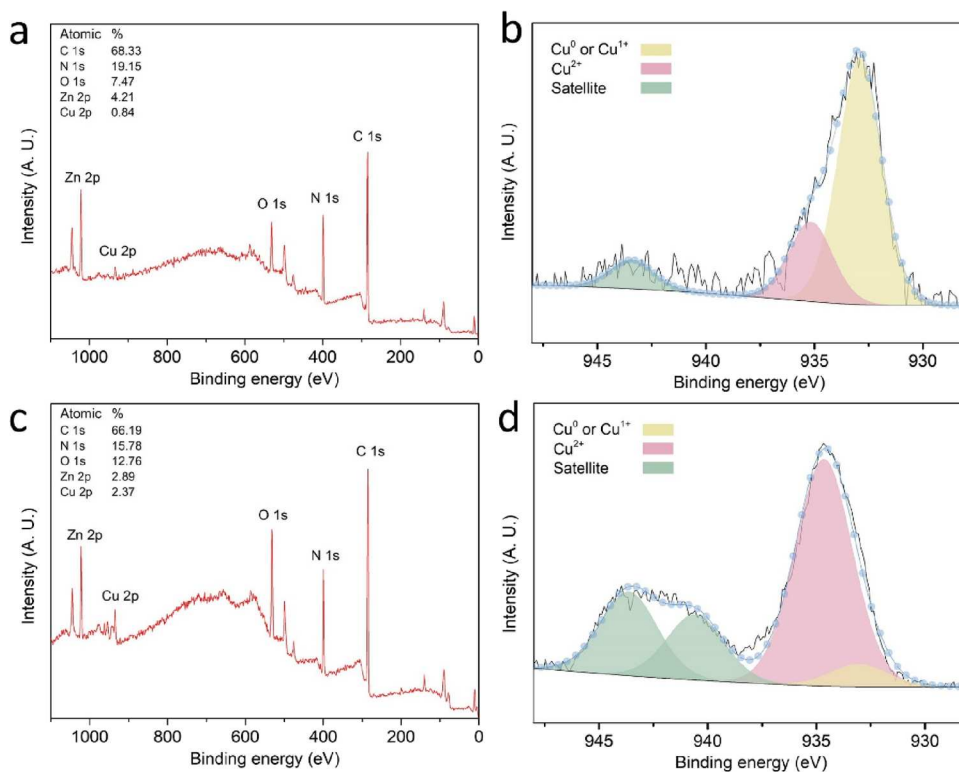 a
Atomic %
C 1s 68.33
N 1s 19.15
O 1s 7.47
Zn 2p 4.21
Cu 2p 0.84
Zn 2p
Cu 2p
O 1s
N 1s
C 1s
Intensity (A. U.)
1000 800 600 400 200 0
Binding energy (eV)
b
Cu⁰ or Cu¹⁺
Cu²⁺
Satellite
Intensity (A. U.)
945 940 935 930
Binding energy (eV)
c
Atomic %
C 1s 66.19
N 1s 15.78
O 1s 12.76
Zn 2p 2.89
Cu 2p 2.37
Zn 2p
Cu 2p
O 1s
N 1s
C 1s
Intensity (A. U.)
1000 800 600 400 200 0
Binding energy (eV)
d
Cu⁰ or Cu¹⁺
Cu²⁺
Satellite
Intensity (A. U.)
945 940 935 930
Binding energy (eV)